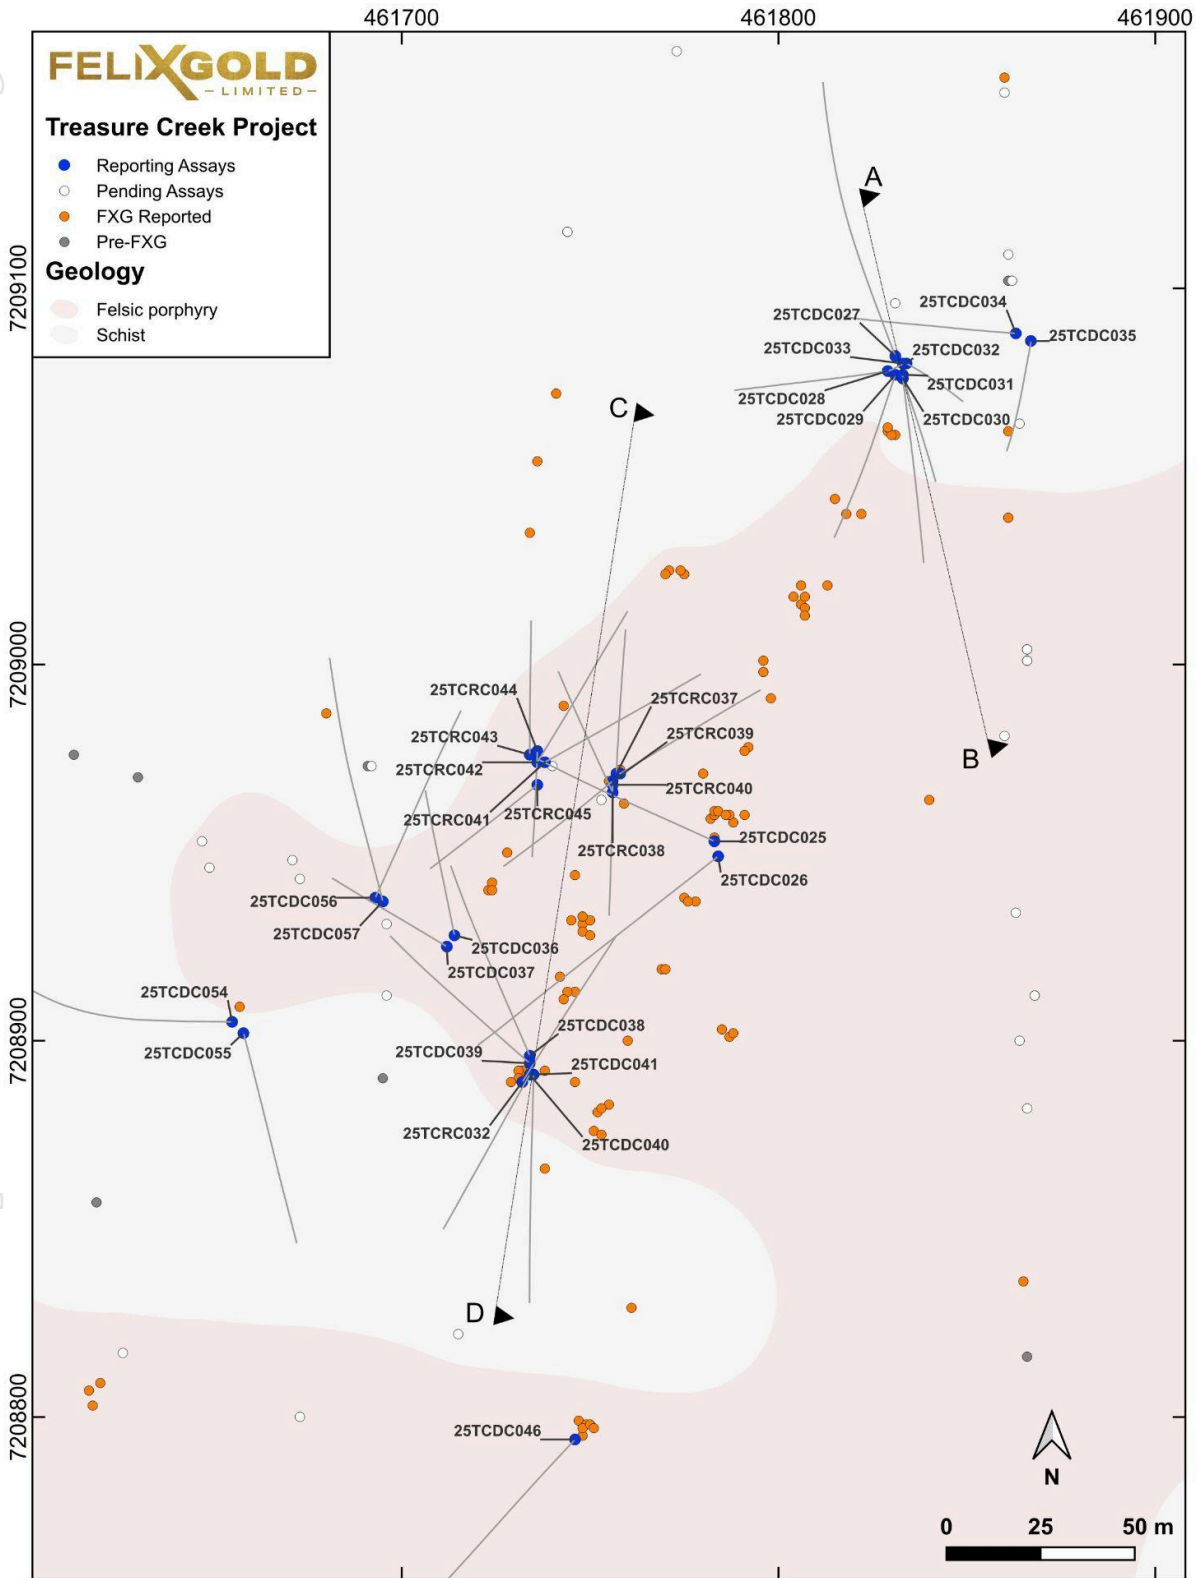 461700
461800
461900
FELIXGOLD
LIMITED
Treasure Creek Project
Reporting Assays
Pending Assays
FXG Reported
Pre-FXG
Geology
Felsic porphyry
Schist
A
7209100
25TCDC034
25TCDC027
25TCDC035
25TCDC033
25TCDC032
25TCDC031
25TCDC028
25TCDC029
25TCDC030
C
7209000
25TCRC044
25TCRC037
25TCRC043
25TCRC039
B
25TCRC042
25TCRC040
25TCRC041
25TCRC045
25TCDC025
25TCRC038
25TCDC026
25TCDC056
25TCDC057
25TCDC036
25TCDC037
25TCDC054
7208900
25TCDC038
25TCDC055
25TCDC039
25TCDC041
25TCRC032
25TCDC040
D
7208800
25TCDC046
N
0 25 50 m